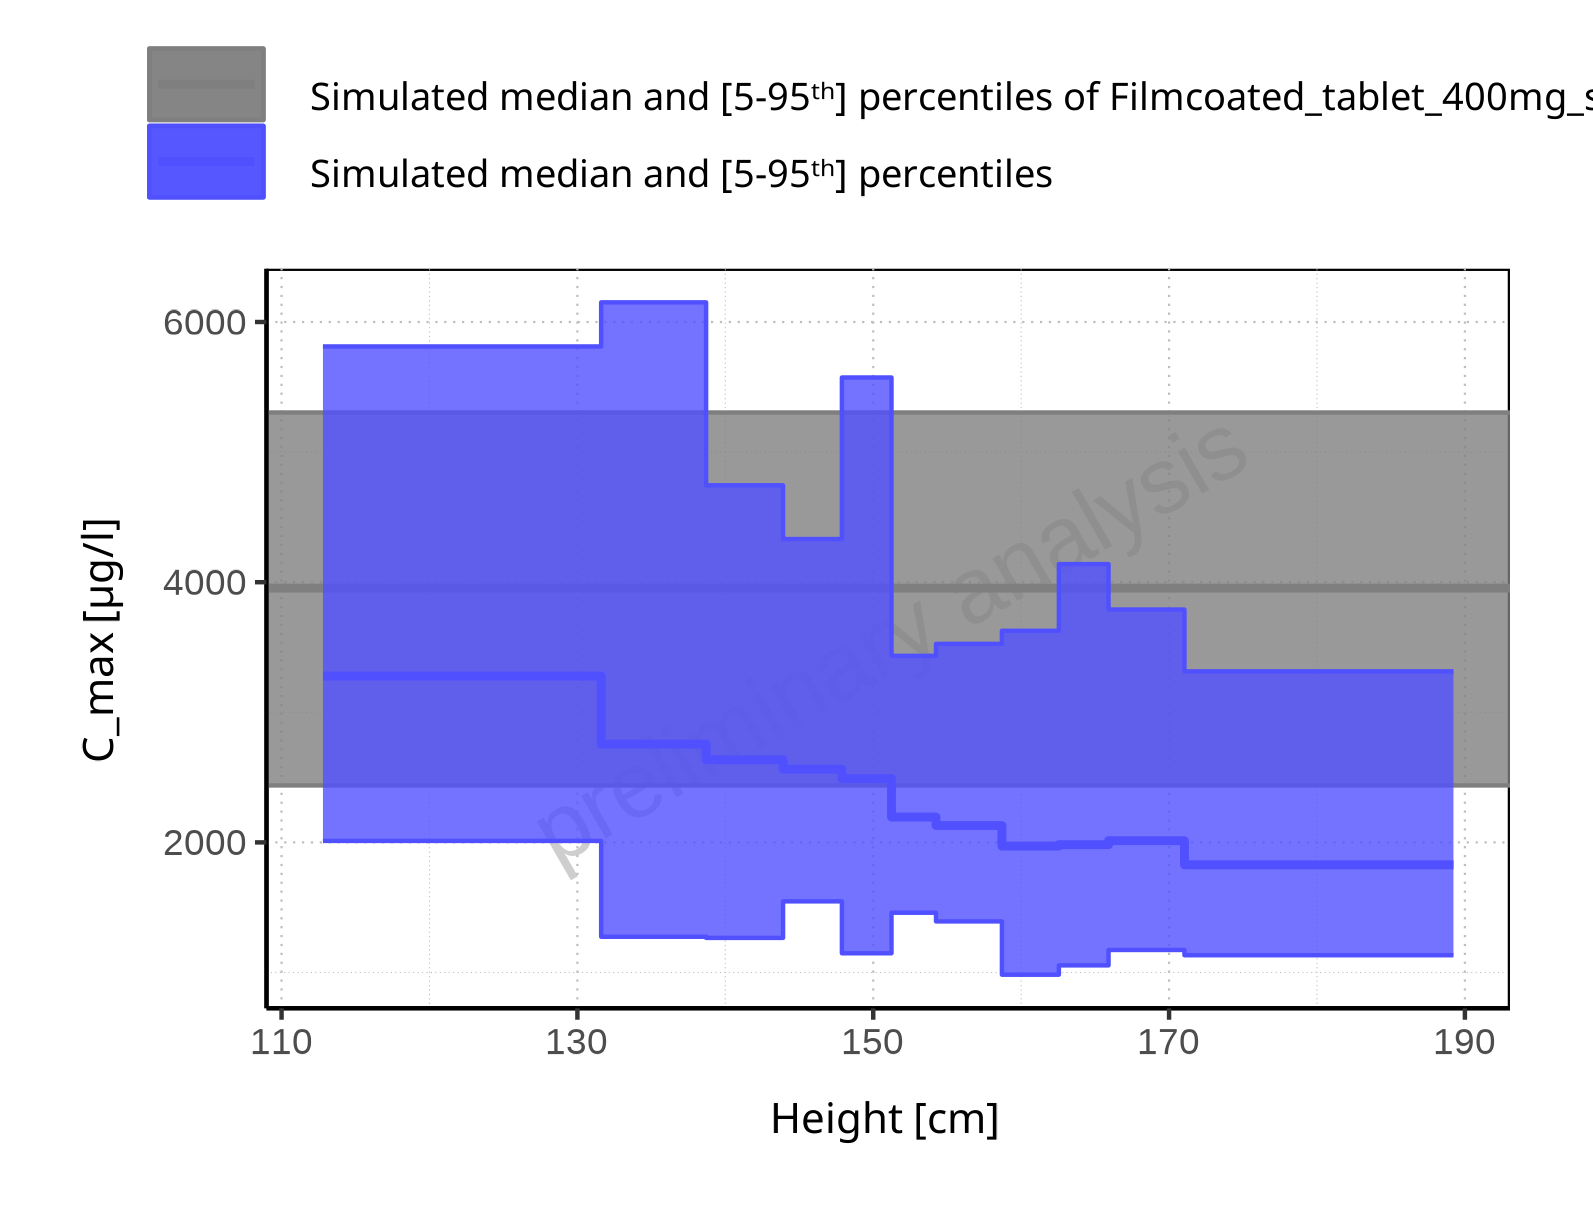 Simulated median and [5-95th] percentiles of Filmcoated_tablet_400mg_s
Simulated median and [5-95th] percentiles
6000
4000
2000
C_max [µg/l]
preliminary analysis
110 130 150 170 190
Height [cm]